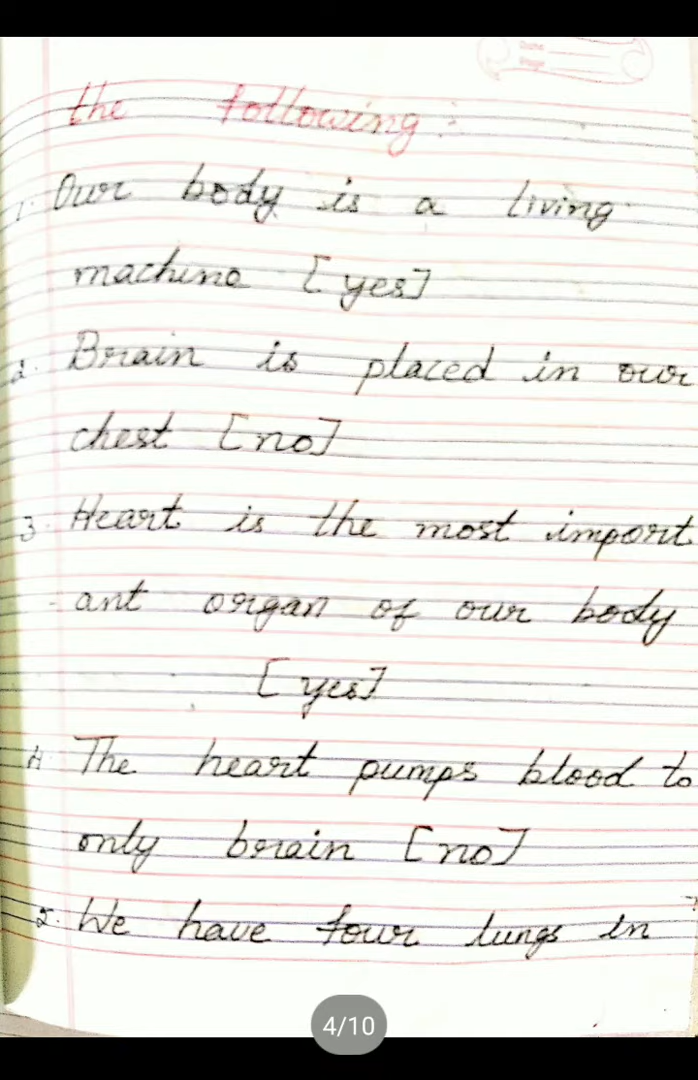 the following:
1. Our body is a living
machine [yes]
2. Brain is placed in our
chest [no]
3. Heart is the most import
ant organ of our body
[yes]
4. The heart pumps blood to
only brain [no]
5. We have four lungs in
4/10